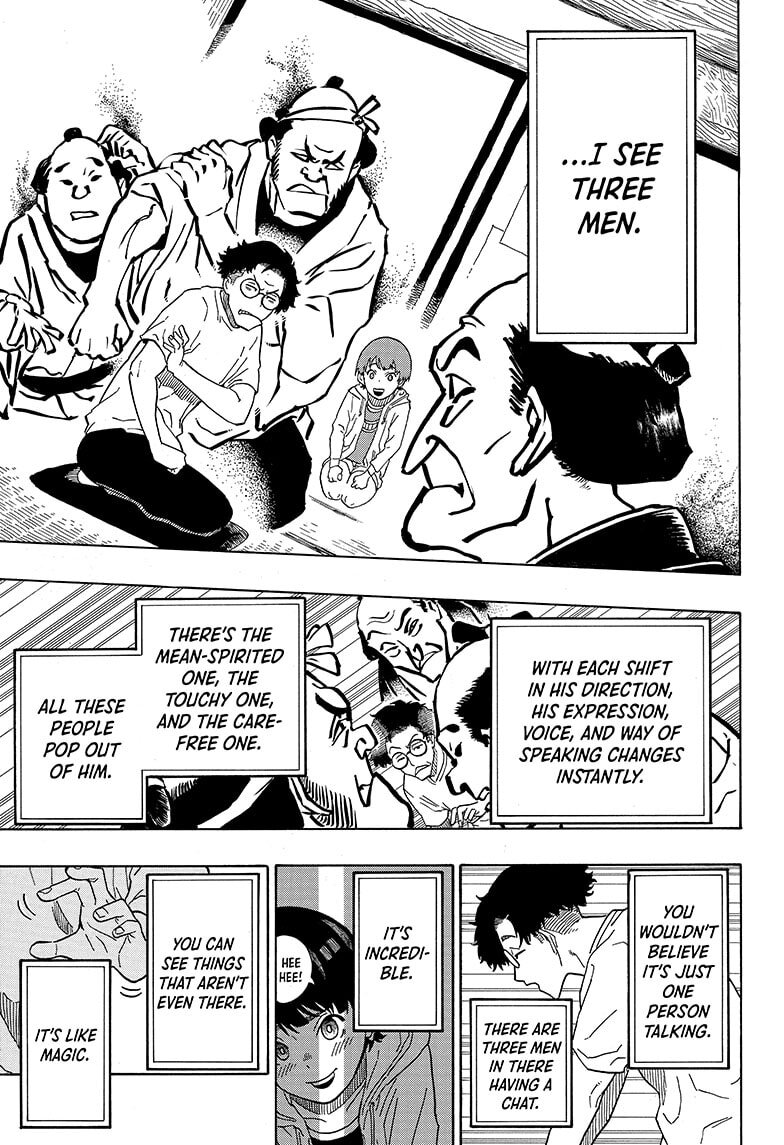 ...I SEE
THREE
MEN.
WITH EACH SHIFT
IN HIS DIRECTION,
HIS EXPRESSION,
VOICE, AND WAY OF
SPEAKING CHANGES
INSTANTLY.
THERE'S THE
MEAN-SPIRITED
ONE, THE
TOUCHY ONE,
AND THE CARE-
FREE ONE.
ALL THESE
PEOPLE
POP OUT
OF HIM.
YOU
WOULDN'T
BELIEVE
IT'S JUST
ONE
PERSON
TALKING.
THERE ARE
THREE MEN
IN THERE
HAVING A
CHAT.
IT'S
INCREDI-
BLE.
HEE
HEE!
YOU CAN
SEE THINGS
THAT AREN'T
EVEN THERE.
IT'S LIKE
MAGIC.